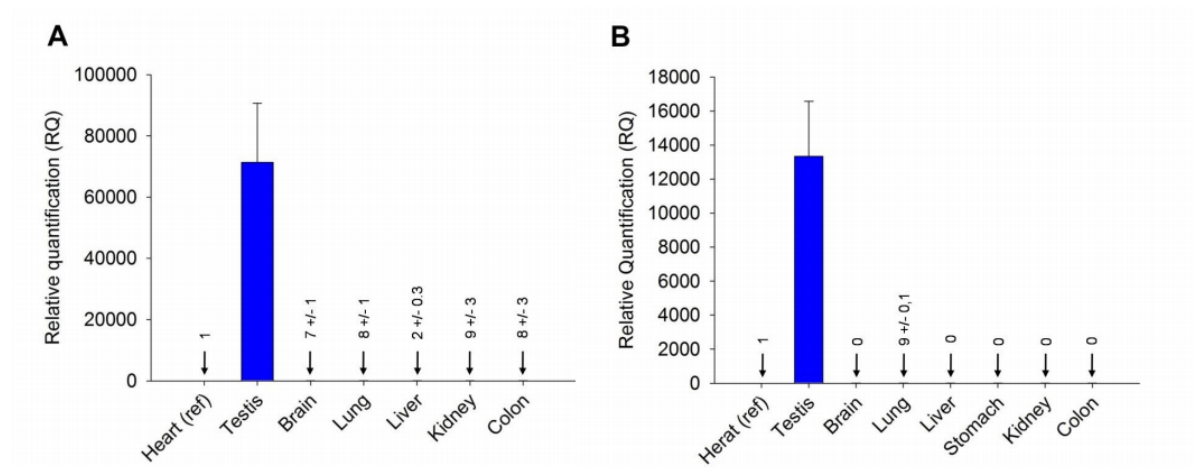 A
Relative quantification (RQ)
100000
80000
60000
40000
20000
0
1
7 +/- 1
8 +/- 1
2 +/- 0.3
9 +/- 3
8 +/- 3
Heart (ref)
Testis
Brain
Lung
Liver
Kidney
Colon
B
Relative Quantification (RQ)
18000
16000
14000
12000
10000
8000
6000
4000
2000
0
1
0
9 +/- 0,1
0
0
0
0
Herat (ref)
Testis
Brain
Lung
Liver
Stomach
Kidney
Colon